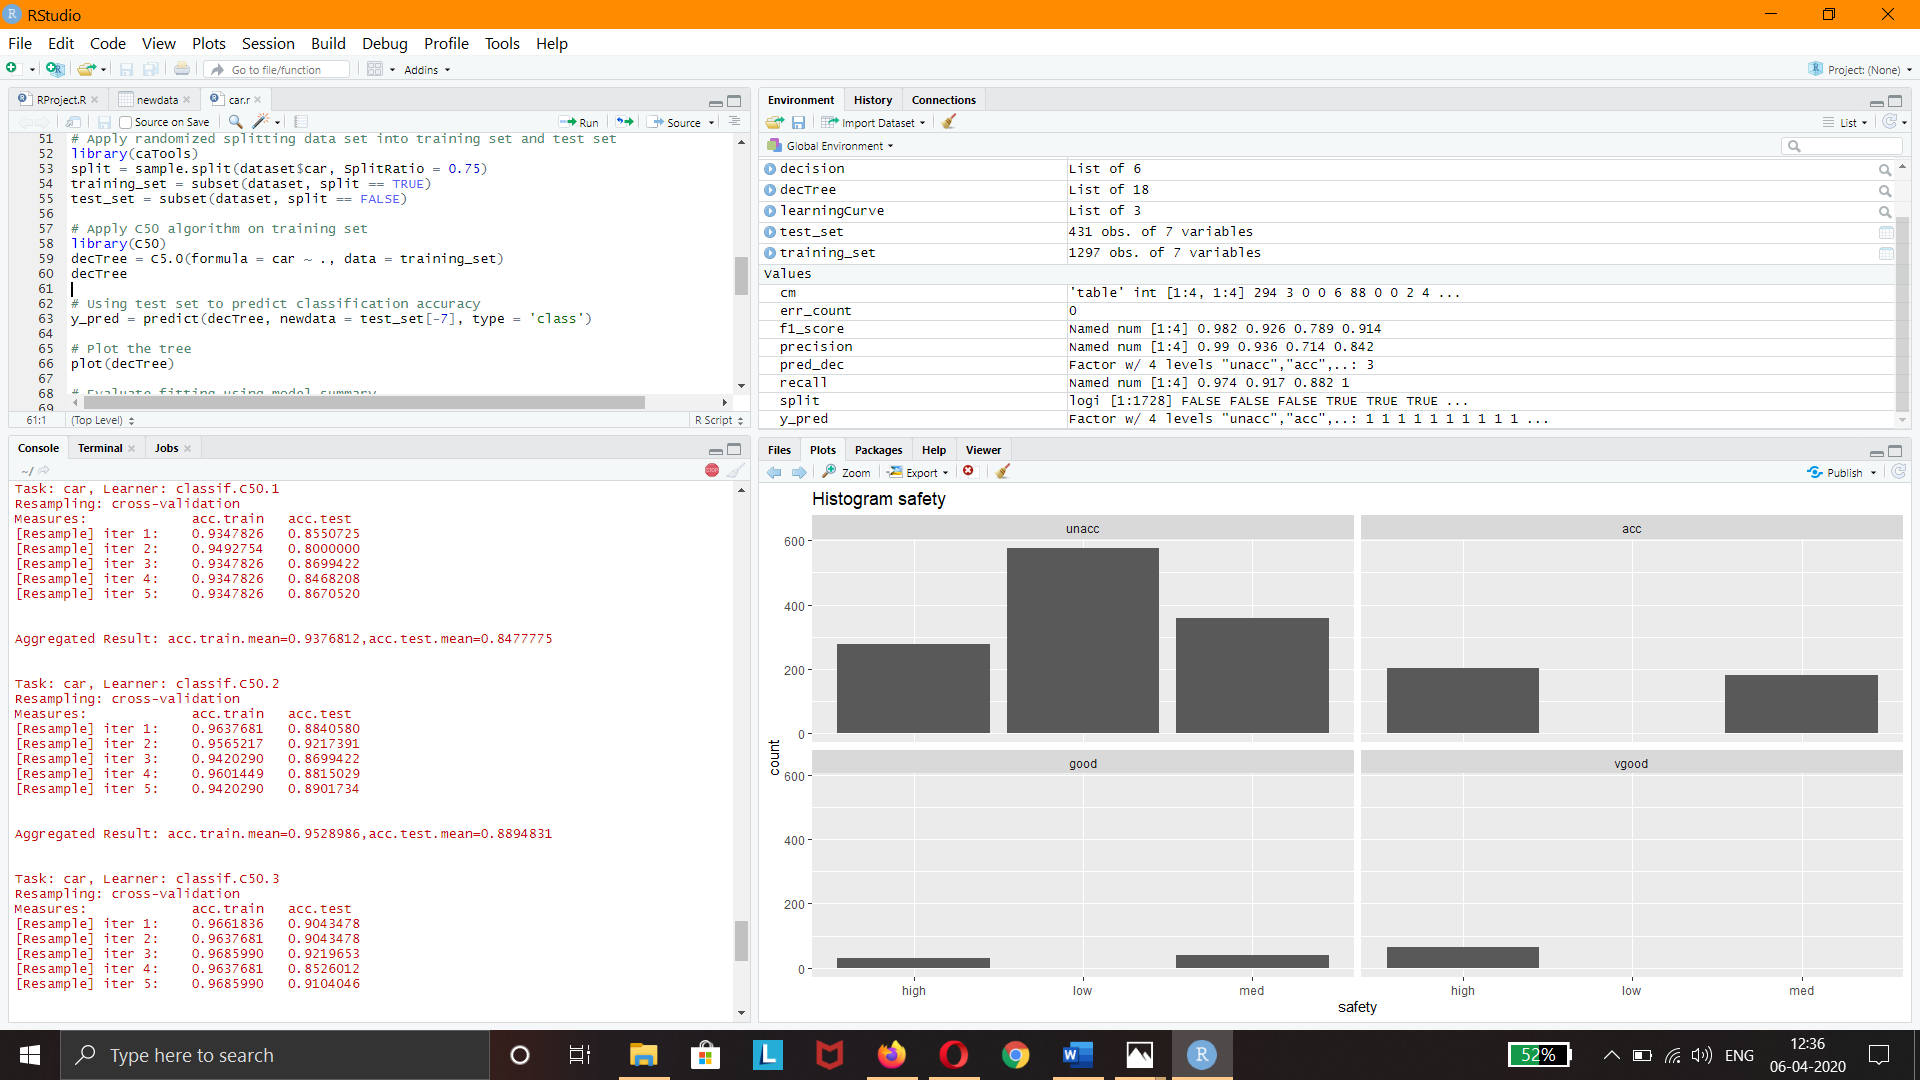 RStudio
File Edit Code View Plots Session Build Debug Profile Tools Help
Go to file/function Addins Project: (None)
RProject.R newdata car.r
Source on Save Run Source
51 # Apply randomized splitting data set into training set and test set
52 library(caTools)
53 split = sample.split(dataset$car, SplitRatio = 0.75)
54 training_set = subset(dataset, split == TRUE)
55 test_set = subset(dataset, split == FALSE)
56
57 # Apply C50 algorithm on training set
58 library(C50)
59 decTree = C5.0(formula = car ~ ., data = training_set)
60 decTree
61
62 # Using test set to predict classification accuracy
63 y_pred = predict(decTree, newdata = test_set[-7], type = 'class')
64
65 # Plot the tree
66 plot(decTree)
67
68 # Evaluate fitting using model summary
69
61:1 (Top Level) R Script
Console Terminal Jobs
~/
STOP
Task: car, Learner: classif.C50.1
Resampling: cross-validation
Measures: acc.train acc.test
[Resample] iter 1: 0.9347826 0.8550725
[Resample] iter 2: 0.9492754 0.8000000
[Resample] iter 3: 0.9347826 0.8699422
[Resample] iter 4: 0.9347826 0.8468208
[Resample] iter 5: 0.9347826 0.8670520
Aggregated Result: acc.train.mean=0.9376812,acc.test.mean=0.8477775
Task: car, Learner: classif.C50.2
Resampling: cross-validation
Measures: acc.train acc.test
[Resample] iter 1: 0.9637681 0.8840580
[Resample] iter 2: 0.9565217 0.9217391
[Resample] iter 3: 0.9420290 0.8699422
[Resample] iter 4: 0.9601449 0.8815029
[Resample] iter 5: 0.9420290 0.8901734
Aggregated Result: acc.train.mean=0.9528986,acc.test.mean=0.8894831
Task: car, Learner: classif.C50.3
Resampling: cross-validation
Measures: acc.train acc.test
[Resample] iter 1: 0.9661836 0.9043478
[Resample] iter 2: 0.9637681 0.9043478
[Resample] iter 3: 0.9685990 0.9219653
[Resample] iter 4: 0.9637681 0.8526012
[Resample] iter 5: 0.9685990 0.9104046
Environment History Connections
Import Dataset List
Global Environment
decision List of 6
decTree List of 18
learningCurve List of 3
test_set 431 obs. of 7 variables
training_set 1297 obs. of 7 variables
Values
cm 'table' int [1:4, 1:4] 294 3 0 0 6 88 0 0 2 4 ...
err_count 0
f1_score Named num [1:4] 0.982 0.926 0.789 0.914
precision Named num [1:4] 0.99 0.936 0.714 0.842
pred_dec Factor w/ 4 levels "unacc","acc",..: 3
recall Named num [1:4] 0.974 0.917 0.882 1
split logi [1:1728] FALSE FALSE FALSE TRUE TRUE TRUE ...
y_pred Factor w/ 4 levels "unacc","acc",..: 1 1 1 1 1 1 1 1 1 1 ...
Files Plots Packages Help Viewer
Zoom Export Publish
Histogram safety
unacc acc
600
400
200
0
good vgood
600
400
200
0
count
high low med high low med
safety
Type here to search
52% ENG 12:36
06-04-2020